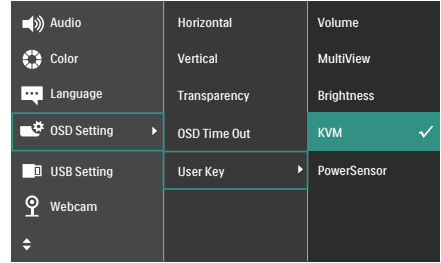 Audio
Color
Language
OSD Setting
USB Setting
Webcam
Horizontal
Vertical
Transparency
OSD Time Out
User Key
Volume
MultiView
Brightness
KVM
PowerSensor